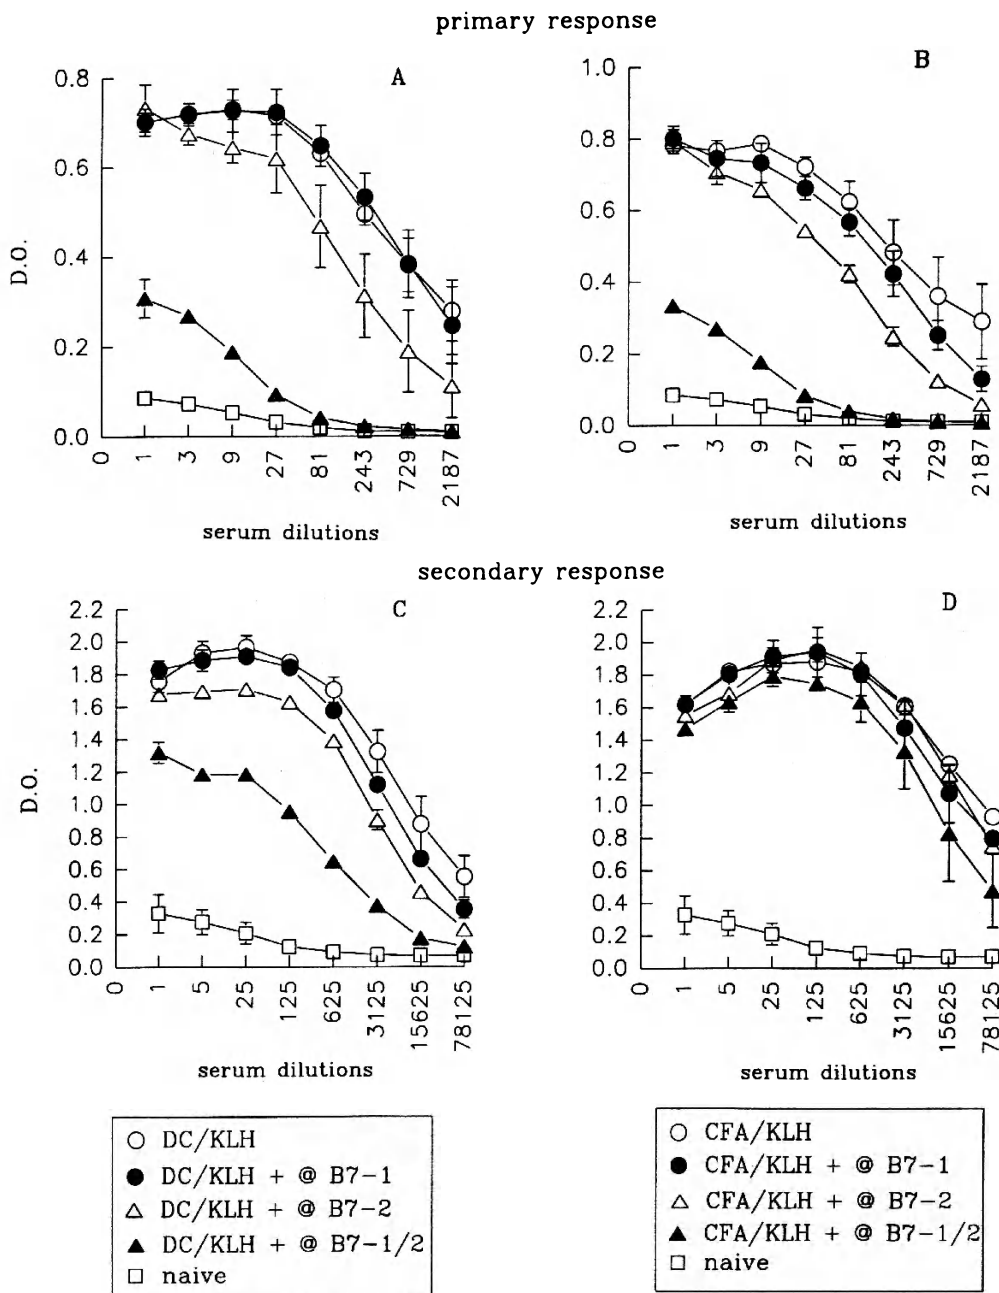 primary response
A
0.8
0.6
0.4
0.2
0.0
D.O.
0 1 3 9 27 81 243 729 2187
serum dilutions
B
1.0
0.8
0.6
0.4
0.2
0.0
0 1 3 9 27 81 243 729 2187
serum dilutions
secondary response
C
2.2
2.0
1.8
1.6
1.4
1.2
1.0
0.8
0.6
0.4
0.2
0.0
D.O.
0 1 5 25 125 625 3125 15625 78125
serum dilutions
D
2.2
2.0
1.8
1.6
1.4
1.2
1.0
0.8
0.6
0.4
0.2
0.0
0 1 5 25 125 625 3125 15625 78125
serum dilutions
DC/KLH
DC/KLH + @ B7-1
DC/KLH + @ B7-2
DC/KLH + @ B7-1/2
naive
CFA/KLH
CFA/KLH + @ B7-1
CFA/KLH + @ B7-2
CFA/KLH + @ B7-1/2
naive